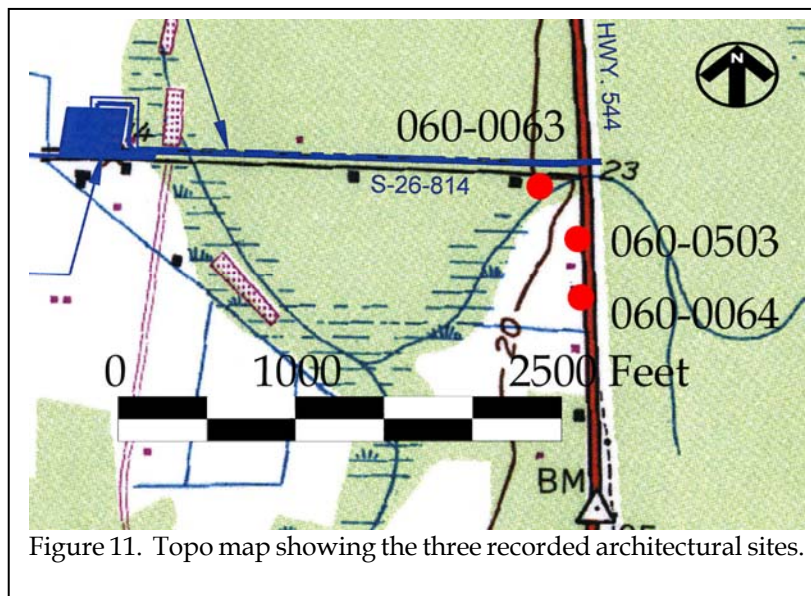 N
HWY. 544
060-0063
4
23
S-26-814
060-0503
060-0064
20
0 1000 2500 Feet
BM
Figure 11. Topo map showing the three recorded architectural sites.